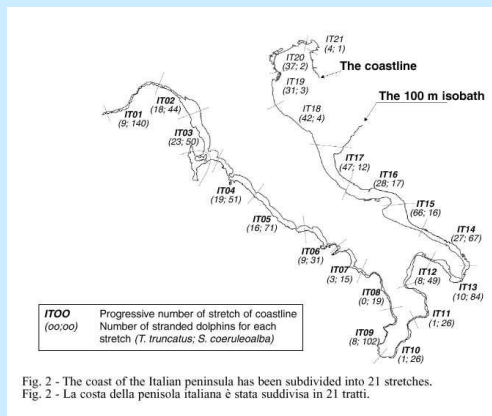 IT21
(4; 1)
IT20
(37; 2)
The coastline
IT19
(31; 3)
The 100 m isobath
IT18
(42; 4)
IT02
(18; 44)
IT01
(9; 140)
IT03
(23; 50)
IT17
(47; 12)
IT16
(28; 17)
IT04
(19; 51)
IT15
(66; 16)
IT05
(16; 71)
IT14
(27; 67)
IT06
(9; 31)
IT07
(3; 15)
IT12
(8; 49)
IT13
(10; 84)
IT08
(0; 19)
IT11
(1; 26)
IT09
(8; 102)
IT10
(1; 26)
ITOO Progressive number of stretch of coastline
(oo;oo) Number of stranded dolphins for each
stretch (T. truncatus; S. coeruleoalba)
Fig. 2 - The coast of the Italian peninsula has been subdivided into 21 stretches.
Fig. 2 - La costa della penisola italiana è stata suddivisa in 21 tratti.